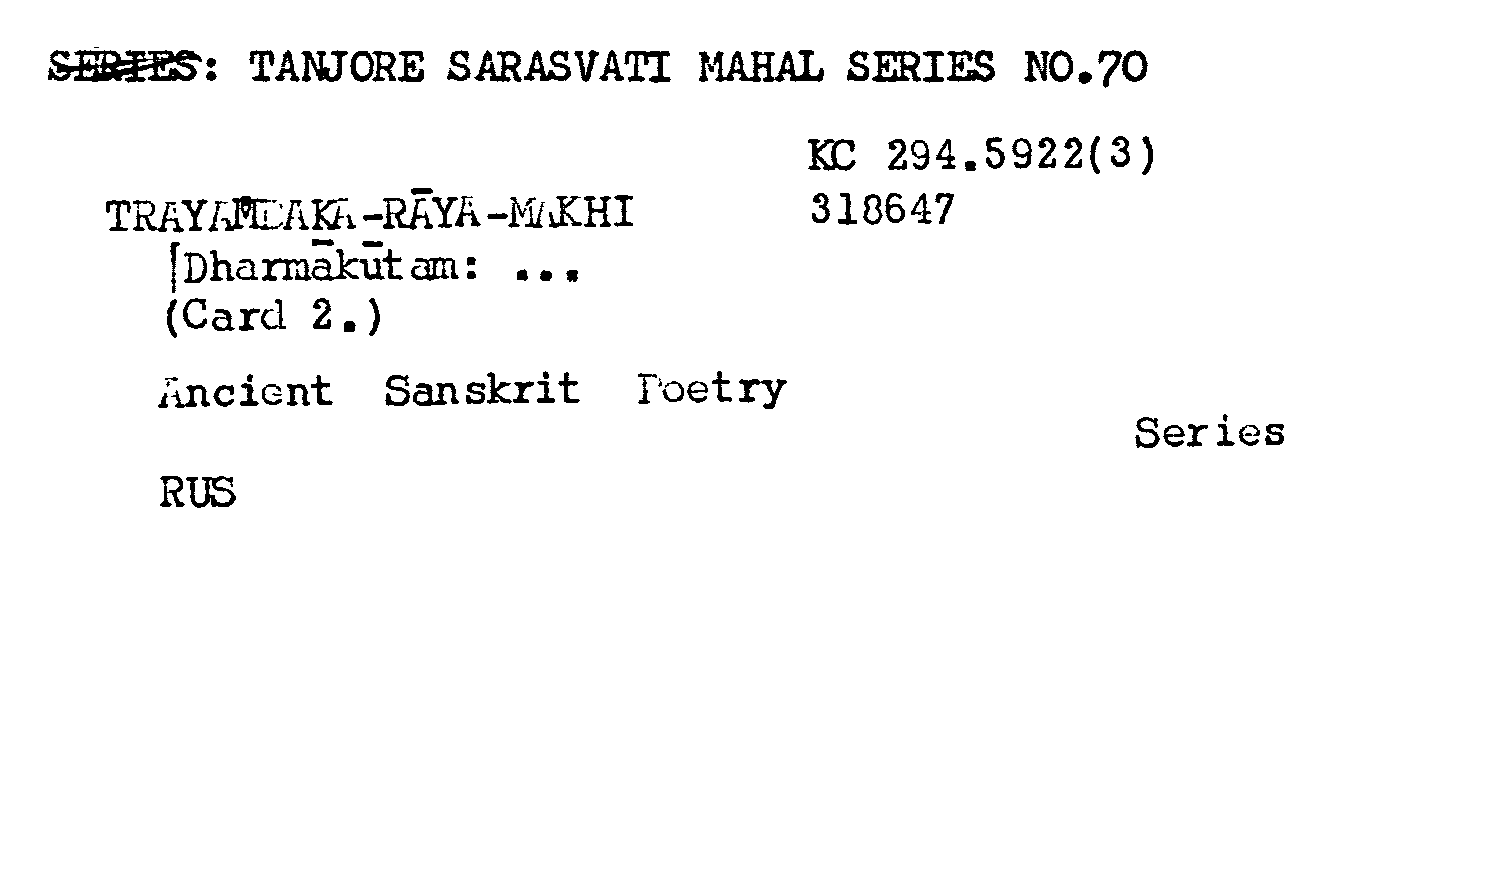 SERIES: TANJORE SARASVATI MAHAL SERIES NO.70
KC 294.5922(3)
TRAYAMBAKA-RĀYA-MAKHI 318647
[Dharmākūtam: ...
(Card 2.)
Ancient Sanskrit Poetry
Series
RUS